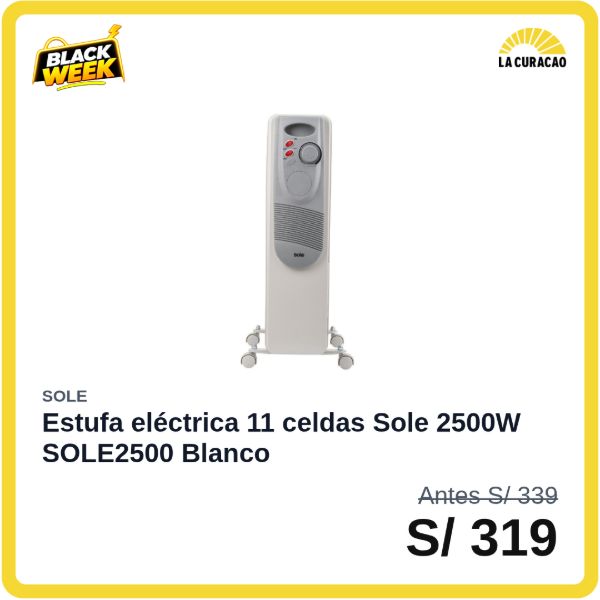 BLACK
WEEK
LA CURACAO
sole
SOLE
Estufa eléctrica 11 celdas Sole 2500W
SOLE2500 Blanco
Antes S/ 339
S/ 319